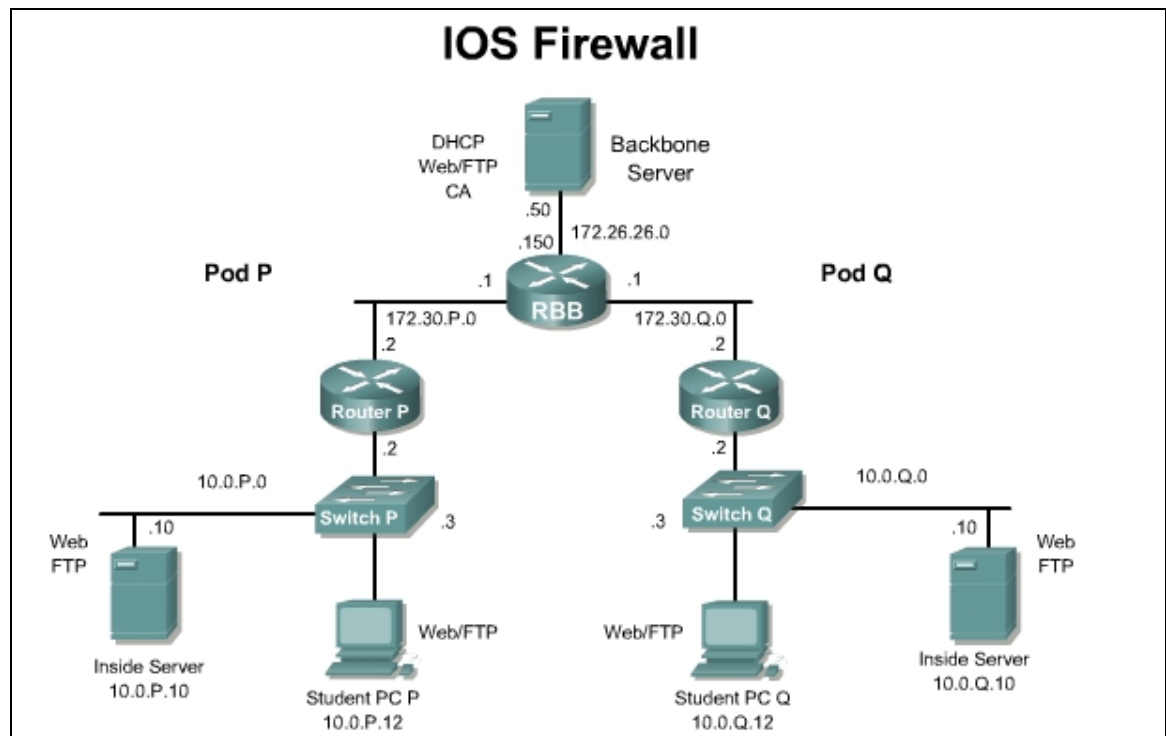 IOS Firewall
DHCP
Web/FTP
CA
Backbone
Server
.50
172.26.26.0
.150
Pod P
Pod Q
.1
.1
RBB
172.30.P.0
172.30.Q.0
.2
.2
Router P
Router Q
.2
.2
10.0.P.0
10.0.Q.0
Switch P
.3
.3
Switch Q
.10
.10
Web
FTP
Web
FTP
Web/FTP
Web/FTP
Inside Server
10.0.P.10
Student PC P
10.0.P.12
Student PC Q
10.0.Q.12
Inside Server
10.0.Q.10